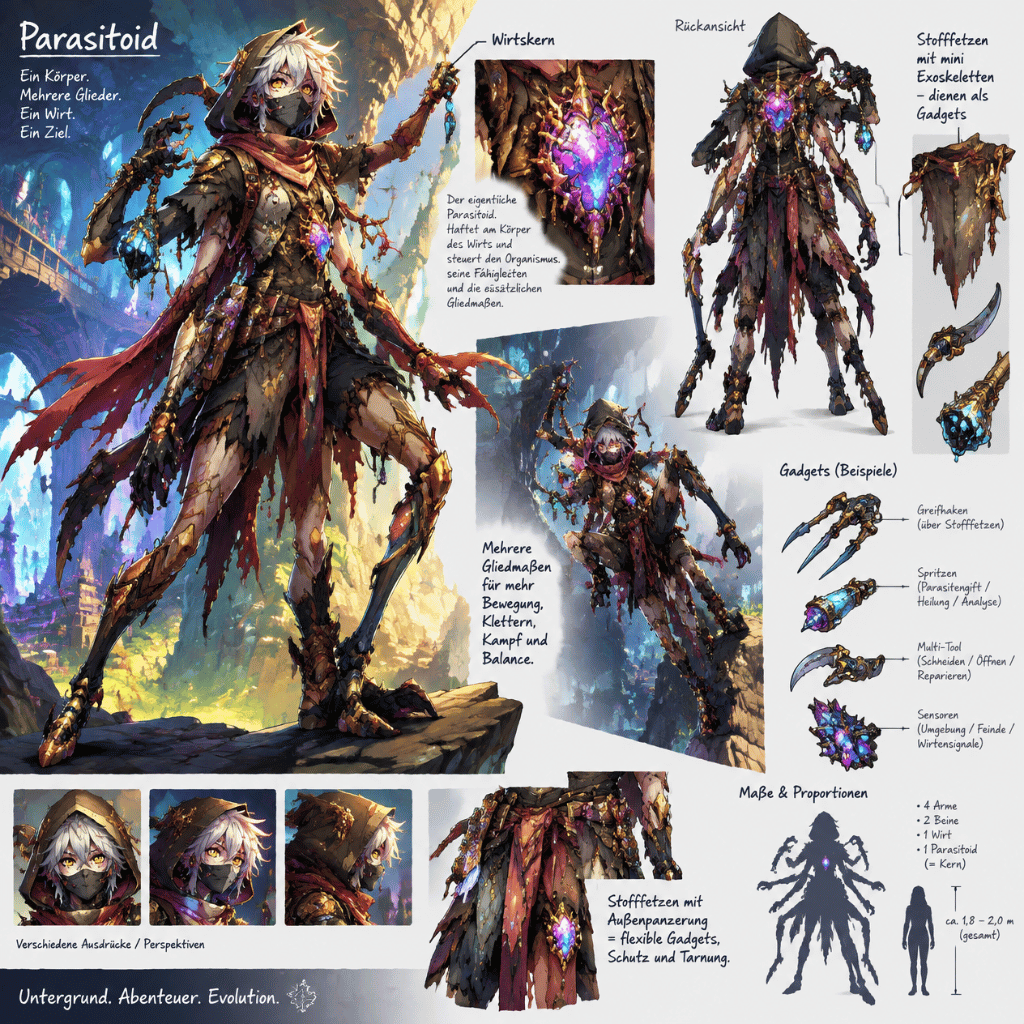 Parasitoid
Ein Körper.
Mehrere Glieder.
Ein Wirt.
Ein Ziel.
Wirtskern
Der eigentliche
Parasitoid.
Haftet am Körper
des Wirts und
steuert den Organismus.
seine Fähigleiten
und die eüsätzlichen
Gliedmaßen.
Rückansicht
Stofffetzen
mit mini
Exoskeletten
– dienen als
Gadgets
Mehrere
Gliedmaßen
für mehr
Bewegung,
Klettern,
Kampf und
Balance.
Gadgets (Beispiele)
Greifhaken
(über Stofffetzen)
Spritzen
(Parasitengift /
Heilung / Analyse)
Multi-Tool
(Schneiden / Öffnen /
Reparieren)
Sensoren
(Umgebung / Feinde /
Wirtensignale)
Verschiedene Ausdrücke / Perspektiven
Stofffetzen mit
Außenpanzerung
= flexible Gadgets,
Schutz und Tarnung.
Maße & Proportionen
• 4 Arme
• 2 Beine
• 1 Wirt
• 1 Parasitoid
(= Kern)
ca. 1,8 – 2,0 m
(gesamt)
Untergrund. Abenteuer. Evolution.